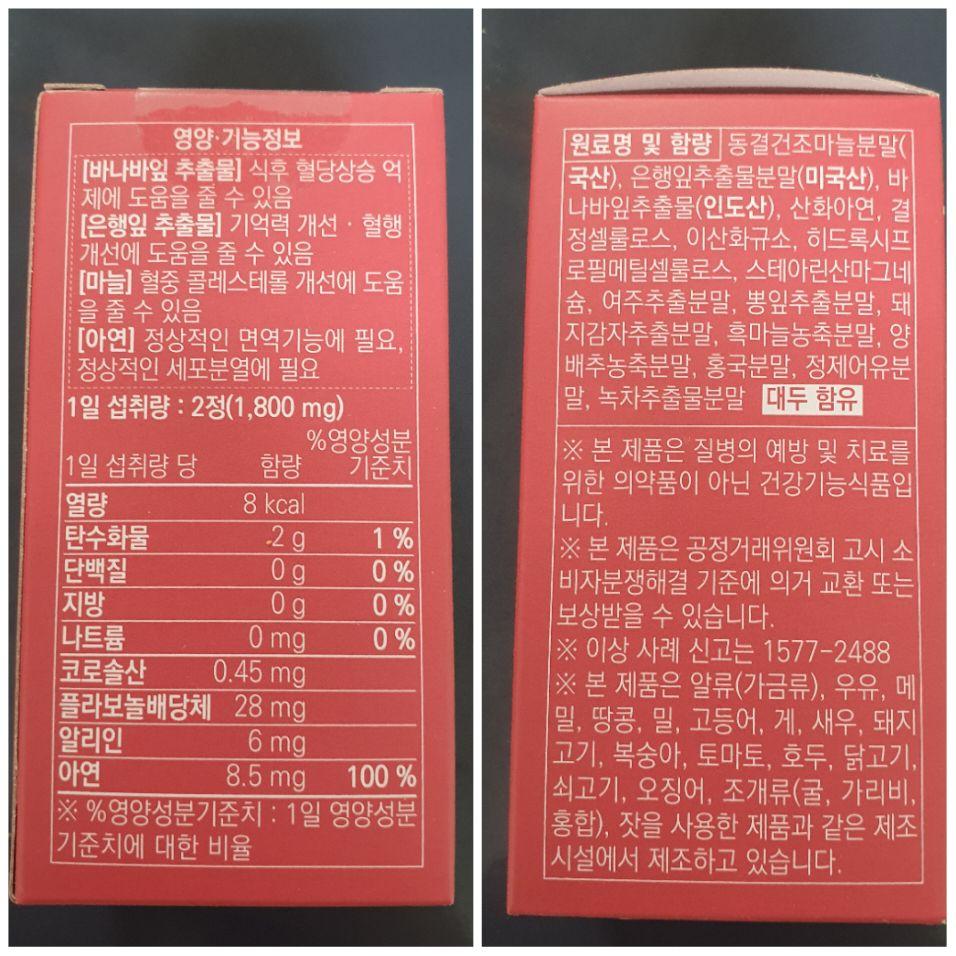 영양·기능정보
[바나바잎 추출물] 식후 혈당상승 억
제에 도움을 줄 수 있음
[은행잎 추출물] 기억력 개선 · 혈행
개선에 도움을 줄 수 있음
[마늘] 혈중 콜레스테롤 개선에 도움
을 줄 수 있음
[아연] 정상적인 면역기능에 필요,
정상적인 세포분열에 필요
1일 섭취량 : 2정(1,800 mg)
%영양성분
1일 섭취량 당 함량 기준치
열량 8 kcal
탄수화물 2 g 1 %
단백질 0 g 0 %
지방 0 g 0 %
나트륨 0 mg 0 %
코로솔산 0.45 mg
플라보놀배당체 28 mg
알리인 6 mg
아연 8.5 mg 100 %
※ %영양성분기준치 : 1일 영양성분
기준치에 대한 비율
원료명 및 함량 동결건조마늘분말(
국산), 은행잎추출물분말(미국산), 바
나바잎추출물(인도산), 산화아연, 결
정셀룰로스, 이산화규소, 히드록시프
로필메틸셀룰로스, 스테아린산마그네
슘, 여주추출분말, 뽕잎추출분말, 돼
지감자추출분말, 흑마늘농축분말, 양
배추농축분말, 홍국분말, 정제어유분
말, 녹차추출물분말 대두 함유
※ 본 제품은 질병의 예방 및 치료를
위한 의약품이 아닌 건강기능식품입
니다.
※ 본 제품은 공정거래위원회 고시 소
비자분쟁해결 기준에 의거 교환 또는
보상받을 수 있습니다.
※ 이상 사례 신고는 1577-2488
※ 본 제품은 알류(가금류), 우유, 메
밀, 땅콩, 밀, 고등어, 게, 새우, 돼지
고기, 복숭아, 토마토, 호두, 닭고기,
쇠고기, 오징어, 조개류(굴, 가리비,
홍합), 잣을 사용한 제품과 같은 제조
시설에서 제조하고 있습니다.